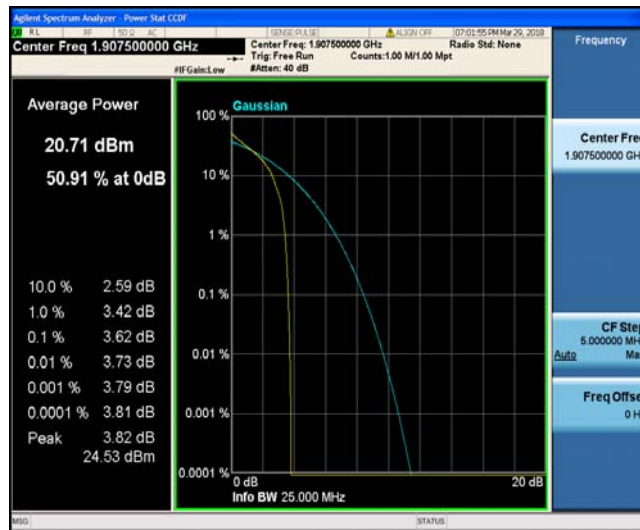 Agilent Spectrum Analyzer - Power Stat CCDF
RL RF 50 Ω AC SENSE:PULSE ALIGN OFF 07:01:55 PM Mar 29, 2018
Center Freq 1.907500000 GHz
Center Freq: 1.907500000 GHz Radio Std: None
Trig: Free Run Counts:1.00 M/1.00 Mpt
#IFGain:Low #Atten: 40 dB
Frequency
Average Power
20.71 dBm
50.91 % at 0dB
10.0 % 2.59 dB
1.0 % 3.42 dB
0.1 % 3.62 dB
0.01 % 3.73 dB
0.001 % 3.79 dB
0.0001 % 3.81 dB
Peak 3.82 dB
24.53 dBm
Gaussian
100 %
10 %
1 %
0.1 %
0.01 %
0.001 %
0.0001 %
0 dB 20 dB
Info BW 25.000 MHz
Center Fre
1.907500000 GH
CF Step
5.000000 MH
Auto Ma
Freq Offse
0 H
MSG STATUS